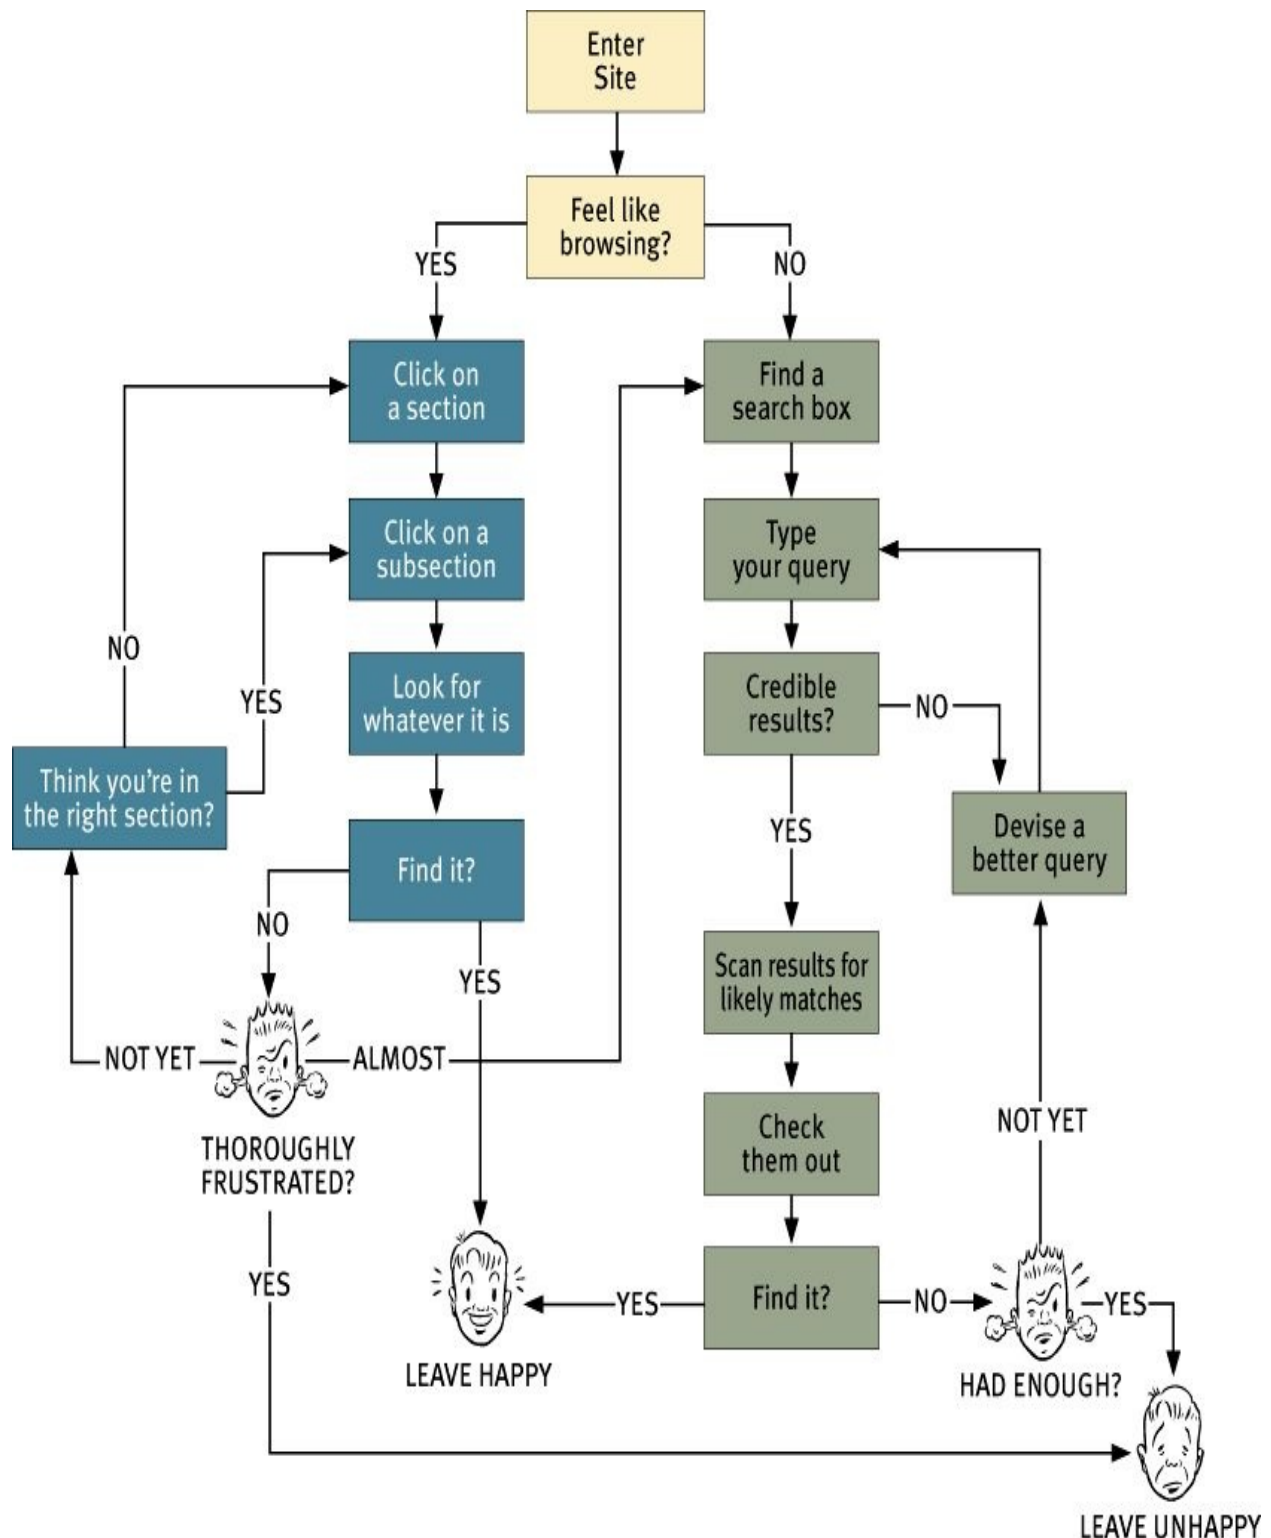 Enter
Site
Feel like
browsing?
YES
NO
Click on
a section
Find a
search box
Click on a
subsection
Type
your query
NO
YES
Look for
whatever it is
Credible
results?
NO
Think you're in
the right section?
YES
Devise a
better query
Find it?
NO
YES
Scan results for
likely matches
NOT YET
ALMOST
THOROUGHLY
FRUSTRATED?
Check
them out
NOT YET
YES
LEAVE HAPPY
YES
Find it?
NO
YES
HAD ENOUGH?
LEAVE UNHAPPY